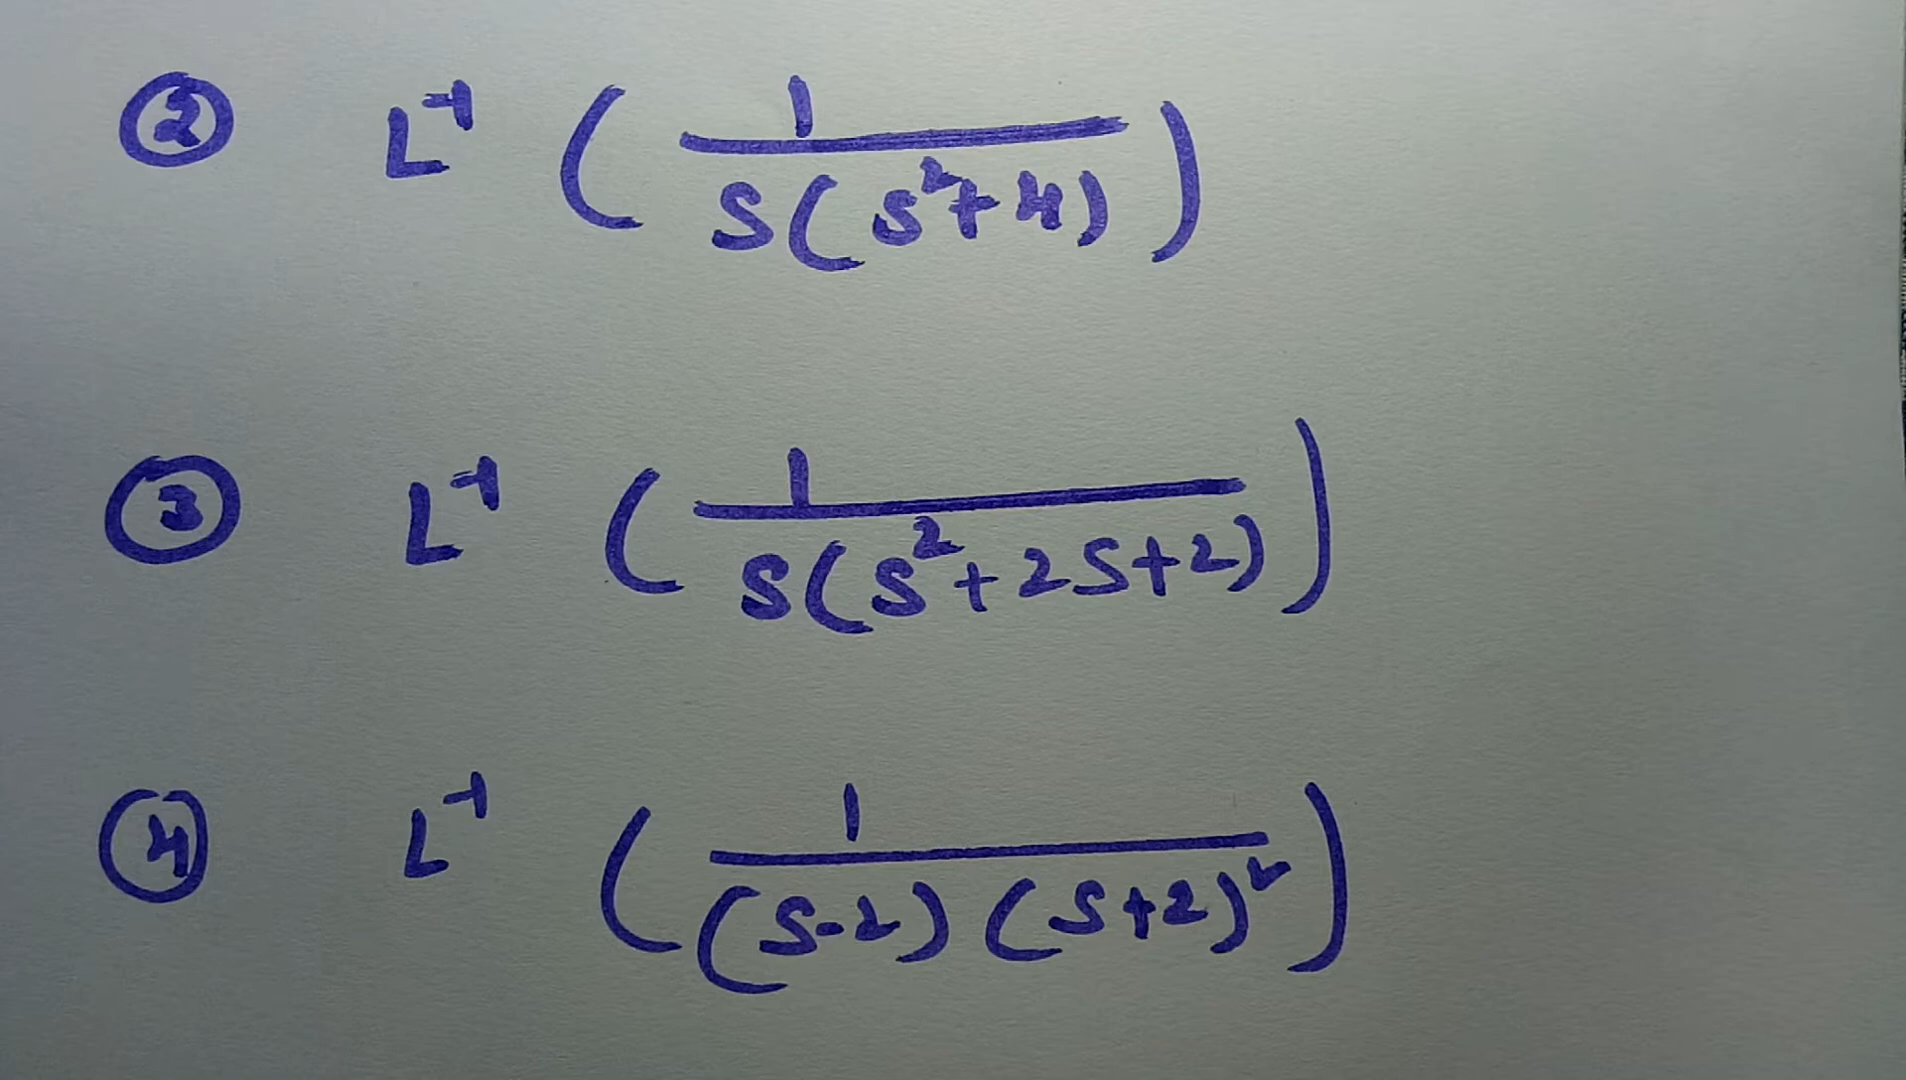 ② L⁻¹ ( 1 / S(S²+4) )
③ L⁻¹ ( 1 / S(S²+2S+2) )
④ L⁻¹ ( 1 / (S-2)(S+2)² )